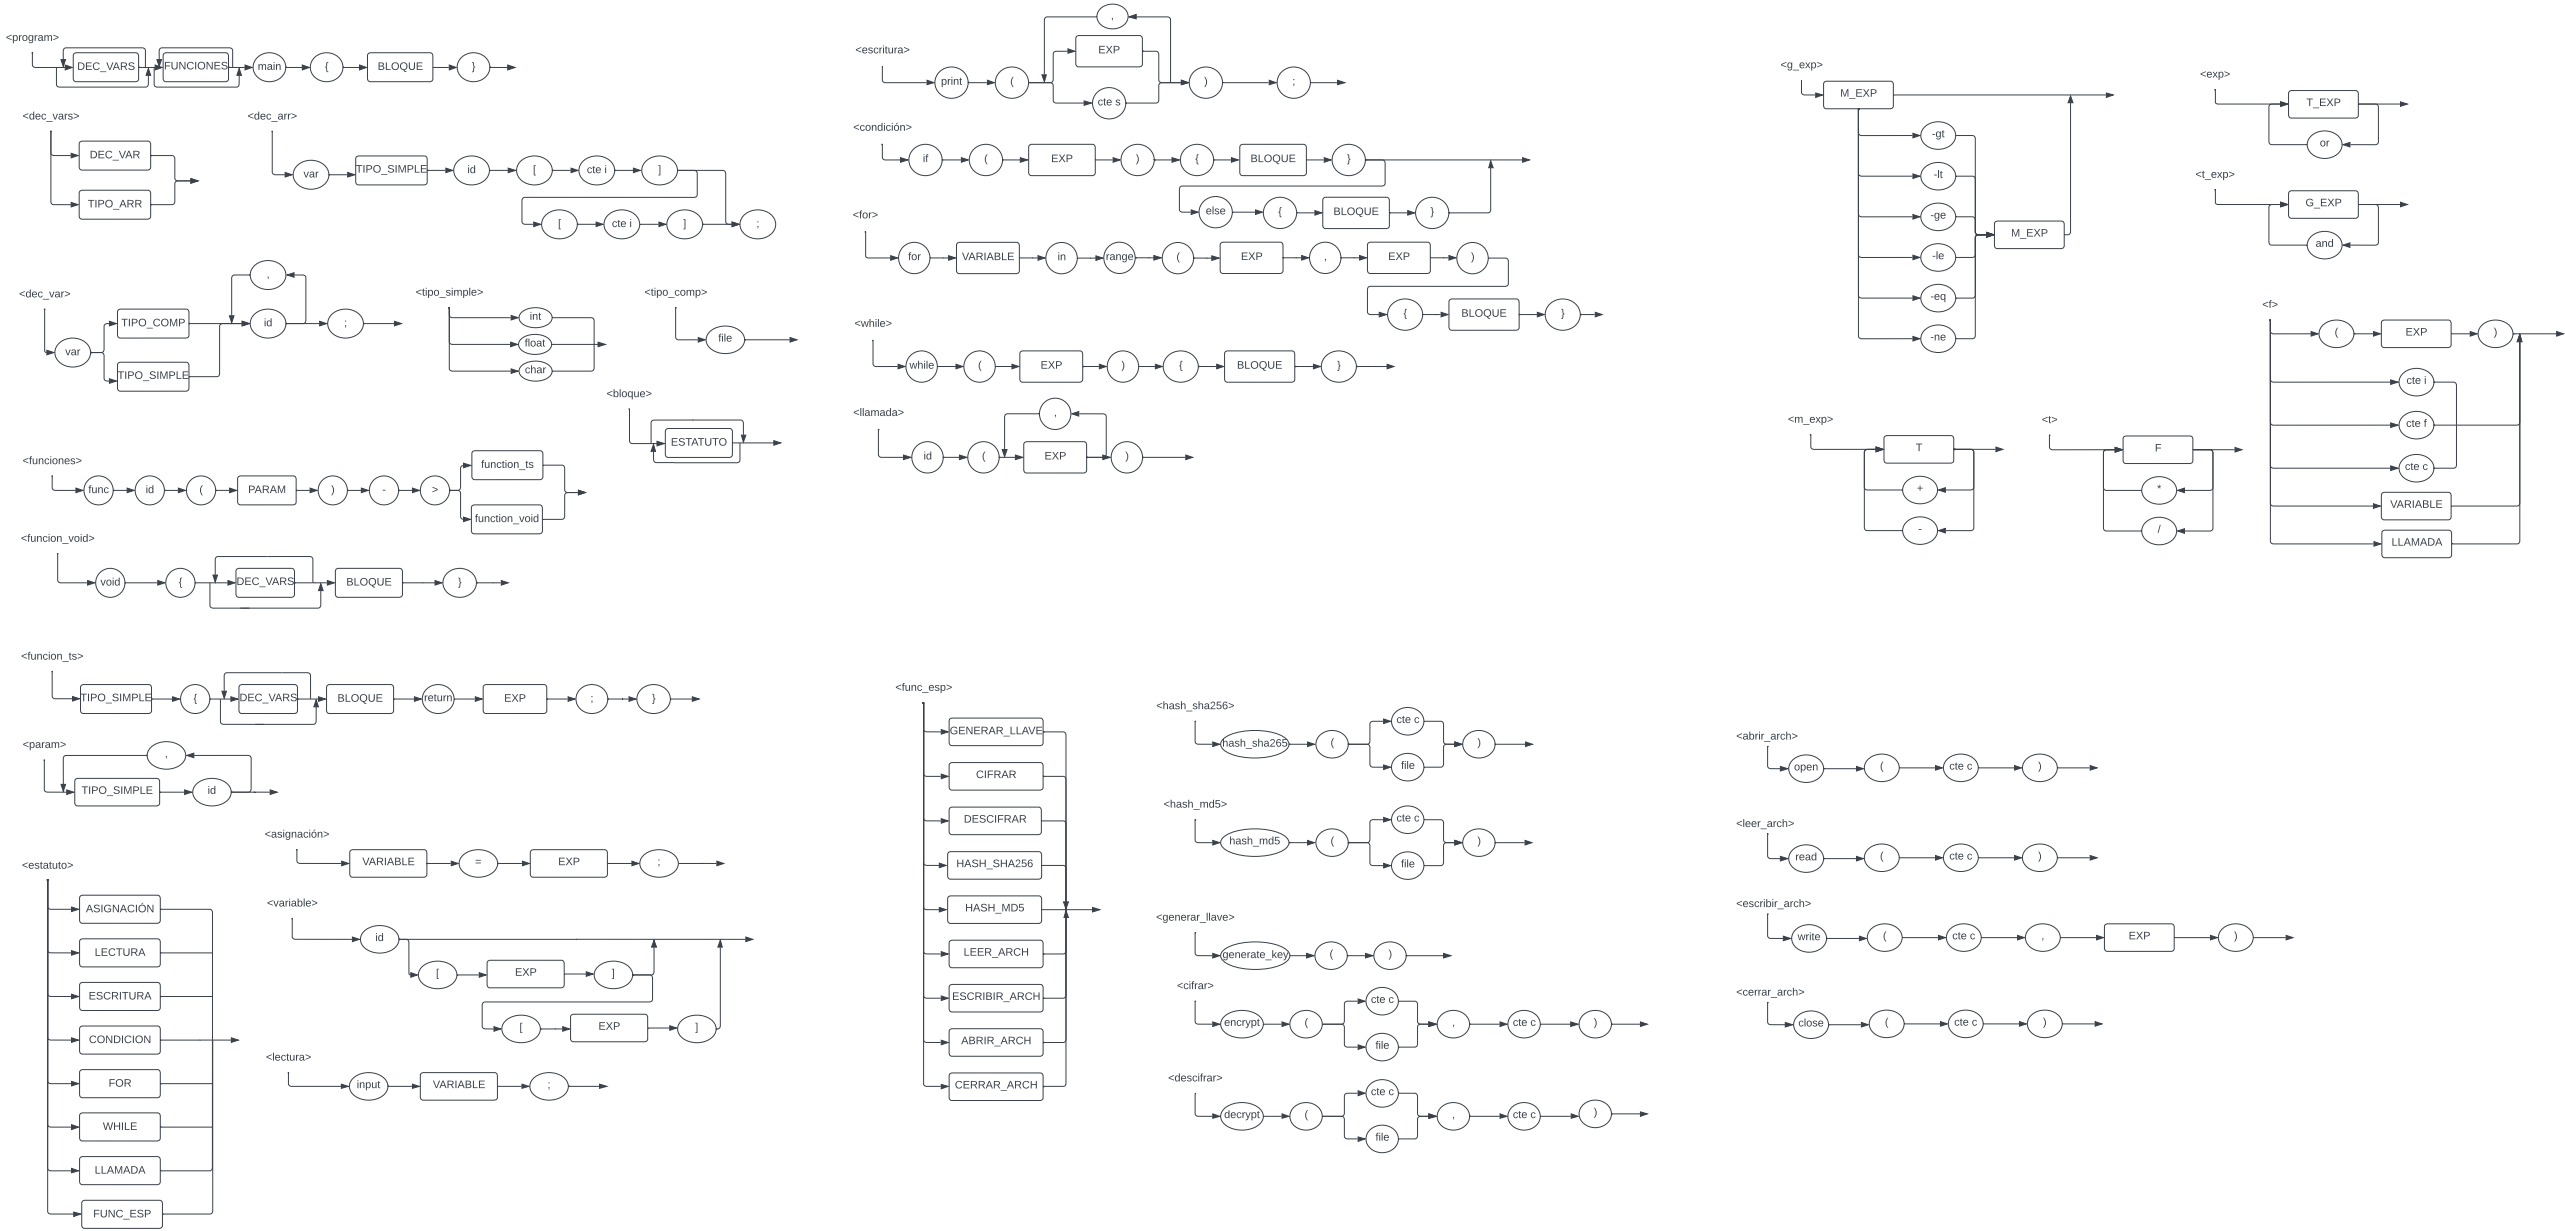 <program>
DEC_VARS FUNCIONES main { BLOQUE }
<dec_vars>
DEC_VAR
TIPO_ARR
<dec_arr>
var TIPO_SIMPLE id [ cte i ]
[ cte i ] ;
<dec_var>
,
TIPO_COMP id ;
var
TIPO_SIMPLE
<tipo_simple>
int
float
char
<tipo_comp>
file
<bloque>
ESTATUTO
<funciones>
function_ts
func id ( PARAM ) - >
function_void
<funcion_void>
void { DEC_VARS BLOQUE }
<funcion_ts>
TIPO_SIMPLE { DEC_VARS BLOQUE return EXP ; }
<param>
,
TIPO_SIMPLE id
<estatuto>
ASIGNACIÓN
LECTURA
ESCRITURA
CONDICION
FOR
WHILE
LLAMADA
FUNC_ESP
<asignación>
VARIABLE = EXP ;
<variable>
id
[ EXP ]
[ EXP ]
<lectura>
input VARIABLE ;
<escritura>
,
EXP
print ( ) ;
cte s
<condición>
if ( EXP ) { BLOQUE }
else { BLOQUE }
<for>
for VARIABLE in range ( EXP , EXP )
{ BLOQUE }
<while>
while ( EXP ) { BLOQUE }
<llamada>
,
id ( EXP )
<func_esp>
GENERAR_LLAVE
CIFRAR
DESCIFRAR
HASH_SHA256
HASH_MD5
LEER_ARCH
ESCRIBIR_ARCH
ABRIR_ARCH
CERRAR_ARCH
<hash_sha256>
cte c
hash_sha265 ( )
file
<hash_md5>
cte c
hash_md5 ( )
file
<generar_llave>
generate_key ( )
<cifrar>
cte c
encrypt ( , cte c )
file
<descifrar>
cte c
decrypt ( , cte c )
file
<g_exp>
M_EXP
-gt
-lt
-ge
M_EXP
-le
-eq
-ne
<exp>
T_EXP
or
<t_exp>
G_EXP
and
<f>
( EXP )
cte i
cte f
cte c
VARIABLE
LLAMADA
<m_exp>
T
+
-
<t>
F
*
/
<abrir_arch>
open ( cte c )
<leer_arch>
read ( cte c )
<escribir_arch>
write ( cte c , EXP )
<cerrar_arch>
close ( cte c )